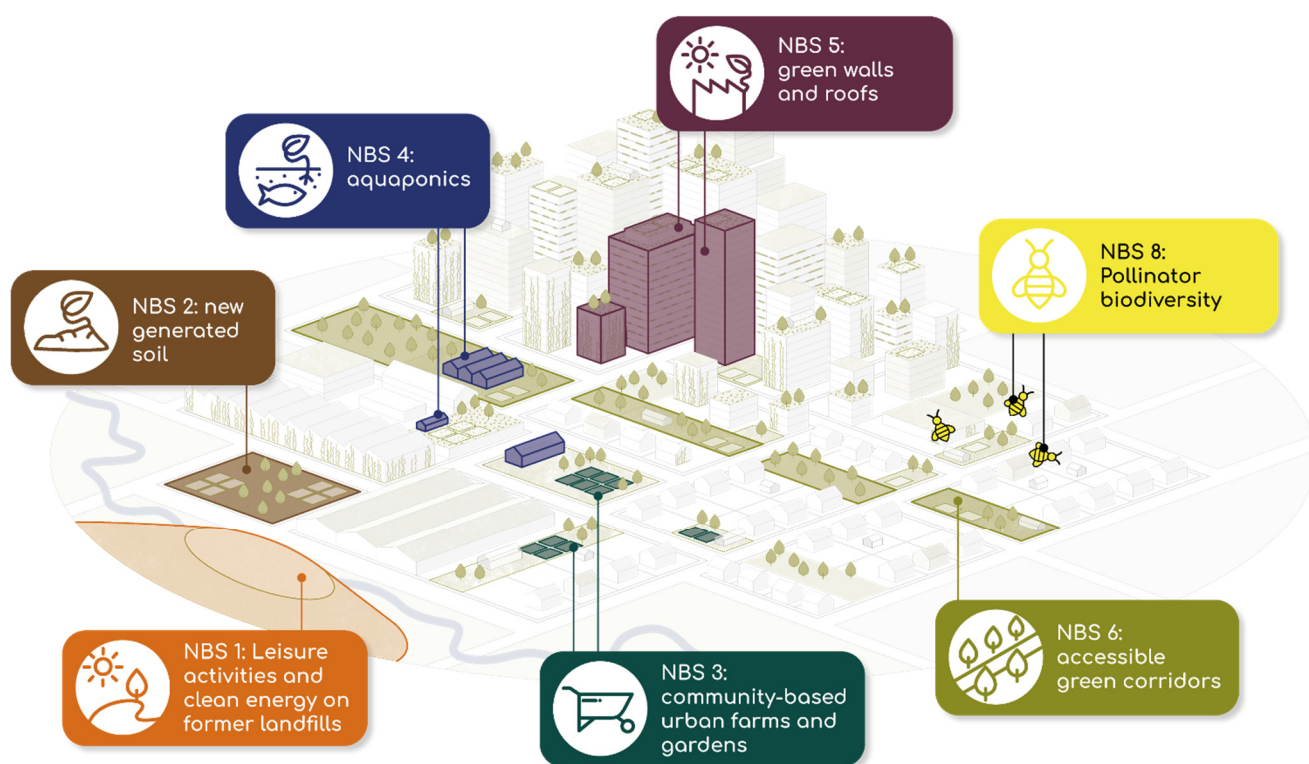 NBS 5:
green walls
and roofs
NBS 4:
aquaponics
NBS 8:
Pollinator
biodiversity
NBS 2: new
generated
soil
NBS 6:
accessible
green corridors
NBS 1: Leisure
activities and
clean energy on
former landfills
NBS 3:
community-based
urban farms and
gardens